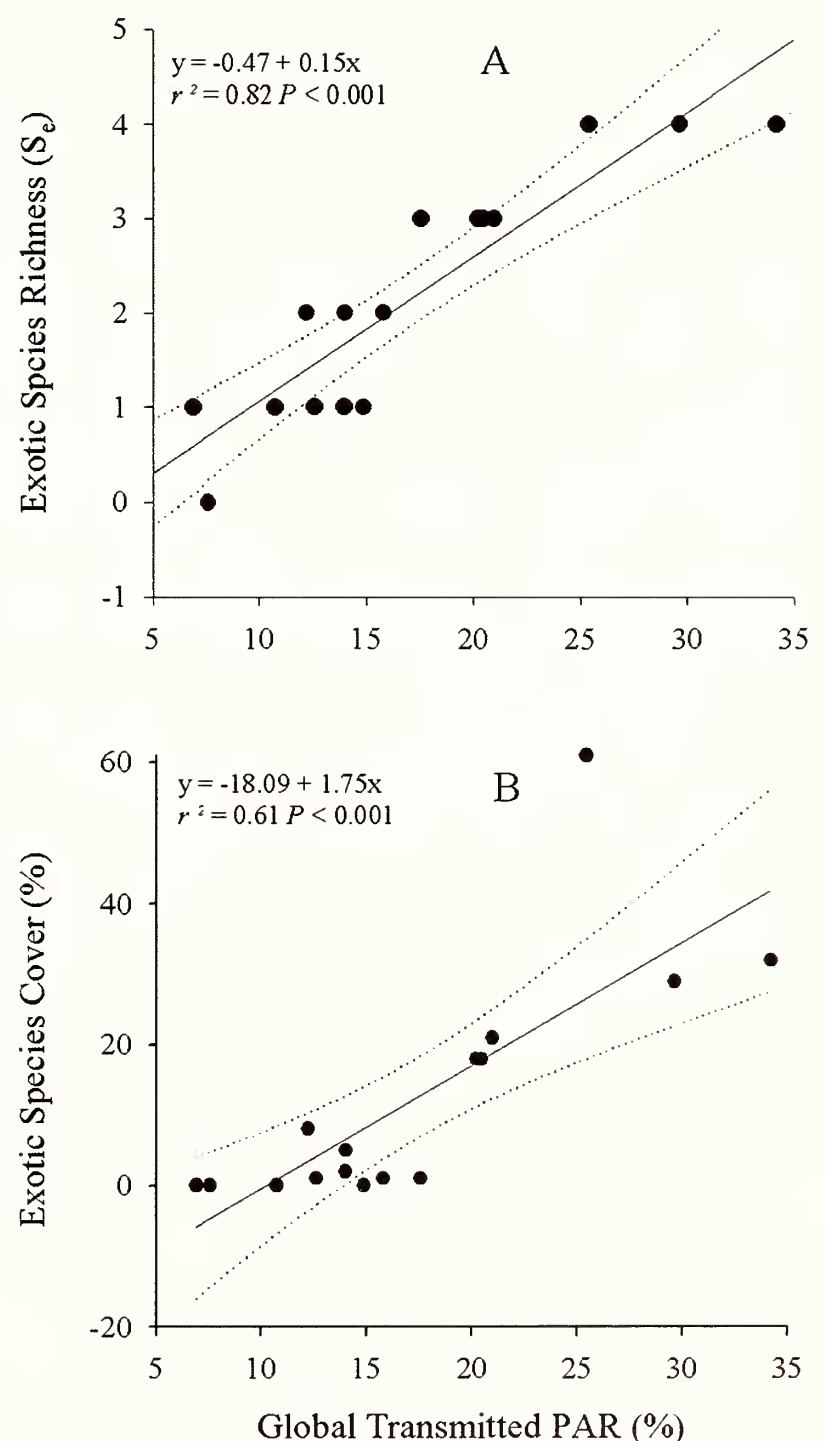 y = -0.47 + 0.15x
r² = 0.82 P < 0.001
A
Exotic Spcies Richness (Sₑ)
5
4
3
2
1
0
-1
5 10 15 20 25 30 35
y = -18.09 + 1.75x
r² = 0.61 P < 0.001
B
Exotic Species Cover (%)
60
40
20
0
-20
5 10 15 20 25 30 35
Global Transmitted PAR (%)